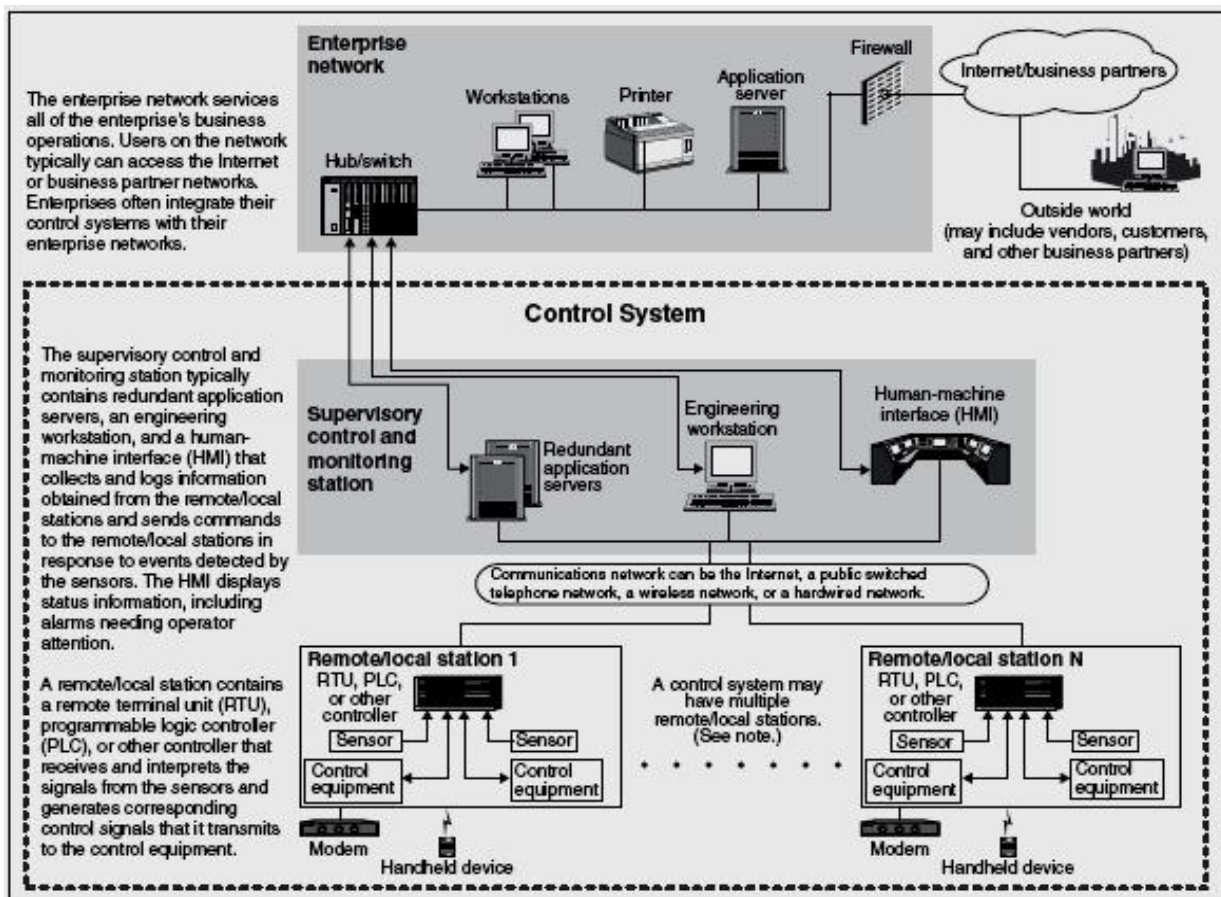 Enterprise
network
Firewall
Internet/business partners
Workstations
Printer
Application
server
Hub/switch
The enterprise network services
all of the enterprise's business
operations. Users on the network
typically can access the Internet
or business partner networks.
Enterprises often integrate their
control systems with their
enterprise networks.
Outside world
(may include vendors, customers,
and other business partners)
Control System
The supervisory control and
monitoring station typically
contains redundant application
servers, an engineering
workstation, and a human-
machine interface (HMI) that
collects and logs information
obtained from the remote/local
stations and sends commands
to the remote/local stations in
response to events detected by
the sensors. The HMI displays
status information, including
alarms needing operator
attention.
A remote/local station contains
a remote terminal unit (RTU),
programmable logic controller
(PLC), or other controller that
receives and interprets the
signals from the sensors and
generates corresponding
control signals that it transmits
to the control equipment.
Supervisory
control and
monitoring
station
Redundant
application
servers
Engineering
workstation
Human-machine
interface (HMI)
Communications network can be the Internet, a public switched
telephone network, a wireless network, or a hardwired network.
Remote/local station 1
RTU, PLC,
or other
controller
Sensor
Sensor
Control
equipment
Control
equipment
Modem
Handheld device
A control system may
have multiple
remote/local stations.
(See note.)
Remote/local station N
RTU, PLC,
or other
controller
Sensor
Sensor
Control
equipment
Control
equipment
Modem
Handheld device